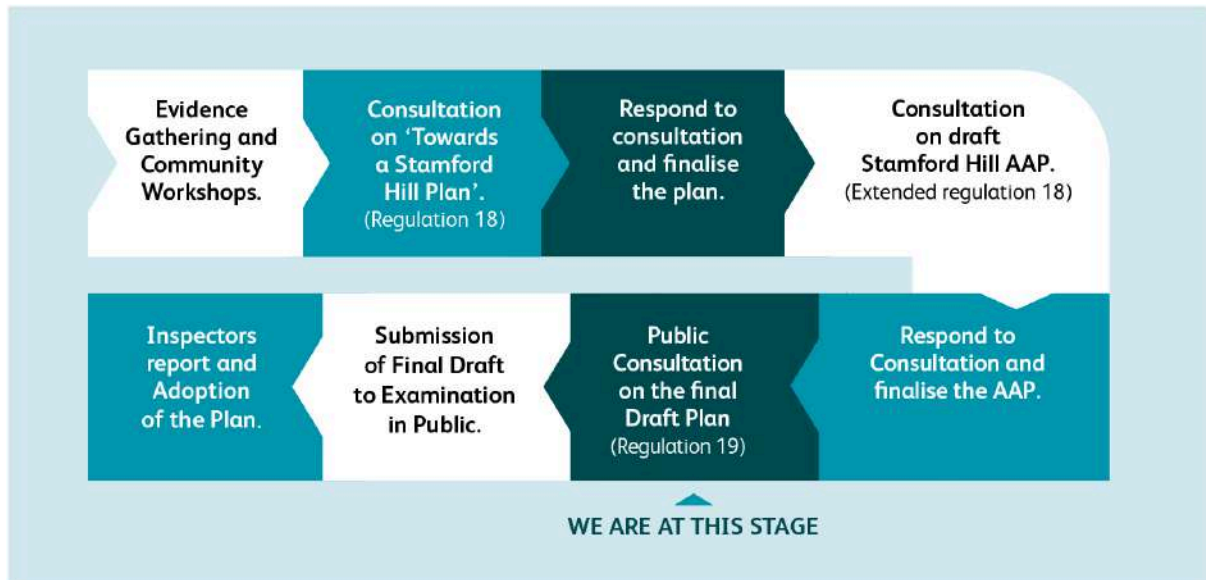 Evidence
Gathering and
Community
Workshops.
Consultation
on ‘Towards
a Stamford
Hill Plan’.
(Regulation 18)
Respond to
consultation
and finalise
the plan.
Consultation
on draft
Stamford Hill AAP.
(Extended regulation 18)
Respond to
Consultation and
finalise the AAP.
Public
Consultation
on the final
Draft Plan
(Regulation 19)
Submission
of Final Draft
to Examination
in Public.
Inspectors
report and
Adoption
of the Plan.
WE ARE AT THIS STAGE